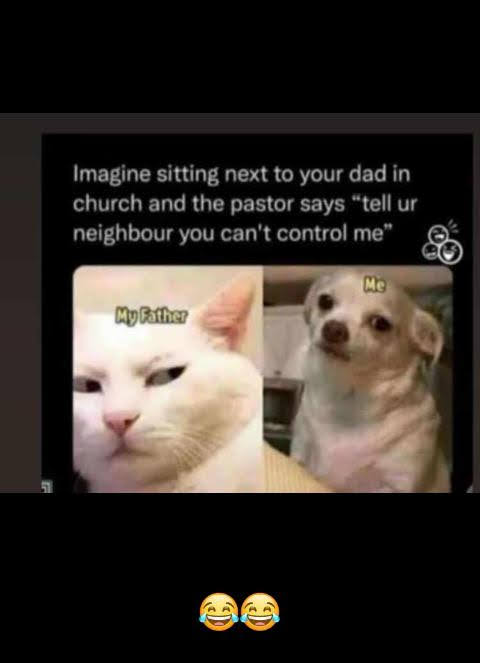 Imagine sitting next to your dad in
church and the pastor says “tell ur
neighbour you can't control me”
My Father
Me
😂😂